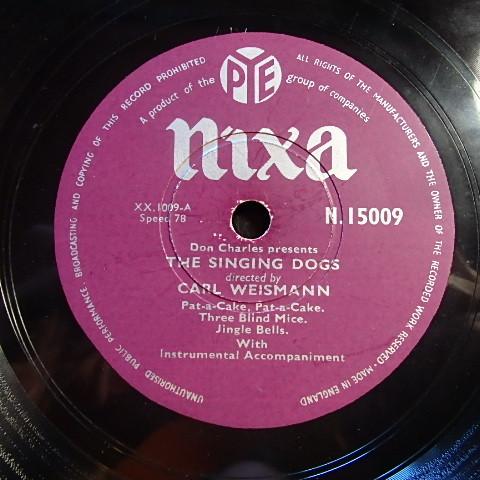 UNAUTHORISED PUBLIC PERFORMANCE, BROADCASTING AND COPYING OF THIS RECORD PROHIBITED
ALL RIGHTS OF THE MANUFACTURERS AND THE OWNER OF THE RECORDED WORK RESERVED • MADE IN ENGLAND
A product of the PYE group of companies
nixa
XX.1009-A
Speed 78
N.15009
Don Charles presents
THE SINGING DOGS
directed by
CARL WEISMANN
Pat-a-Cake, Pat-a-Cake.
Three Blind Mice.
Jingle Bells.
With
Instrumental Accompaniment